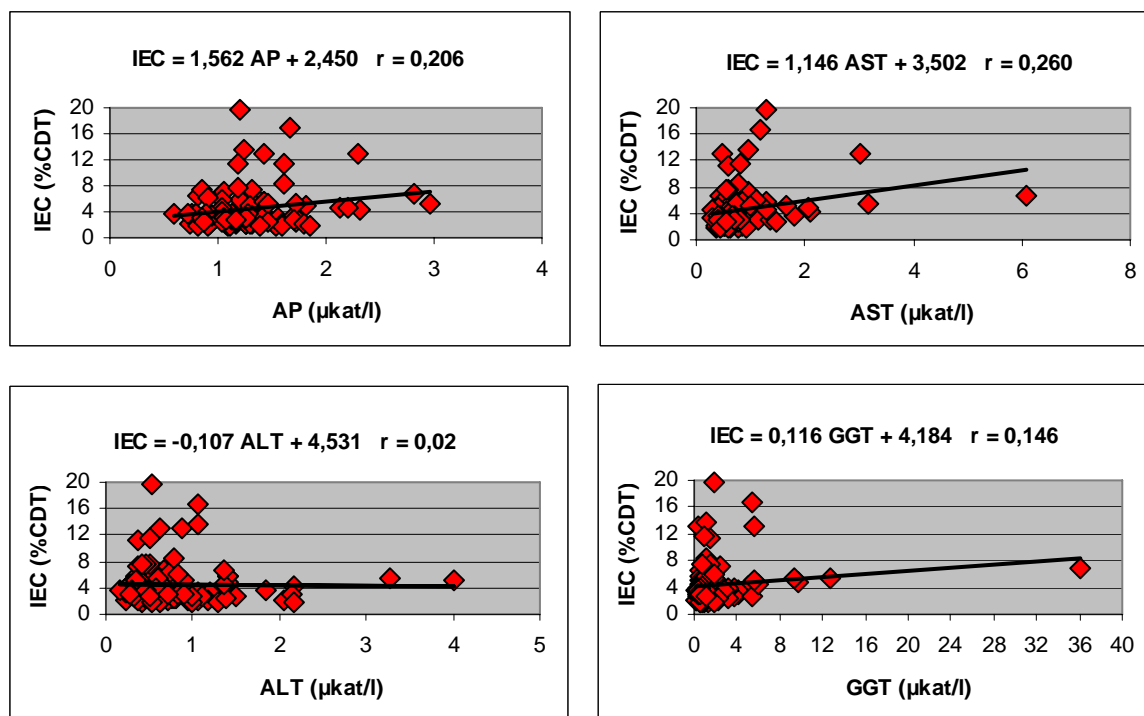 IEC = 1,562 AP + 2,450 r = 0,206
IEC (%CDT)
20
16
12
8
4
0
0 1 2 3 4
AP (µkat/l)
IEC = 1,146 AST + 3,502 r = 0,260
IEC (%CDT)
20
16
12
8
4
0
0 2 4 6 8
AST (µkat/l)
IEC = -0,107 ALT + 4,531 r = 0,02
IEC (%CDT)
20
16
12
8
4
0
0 1 2 3 4 5
ALT (µkat/l)
IEC = 0,116 GGT + 4,184 r = 0,146
IEC (%CDT)
20
16
12
8
4
0
0 4 8 12 16 20 24 28 32 36 40
GGT (µkat/l)